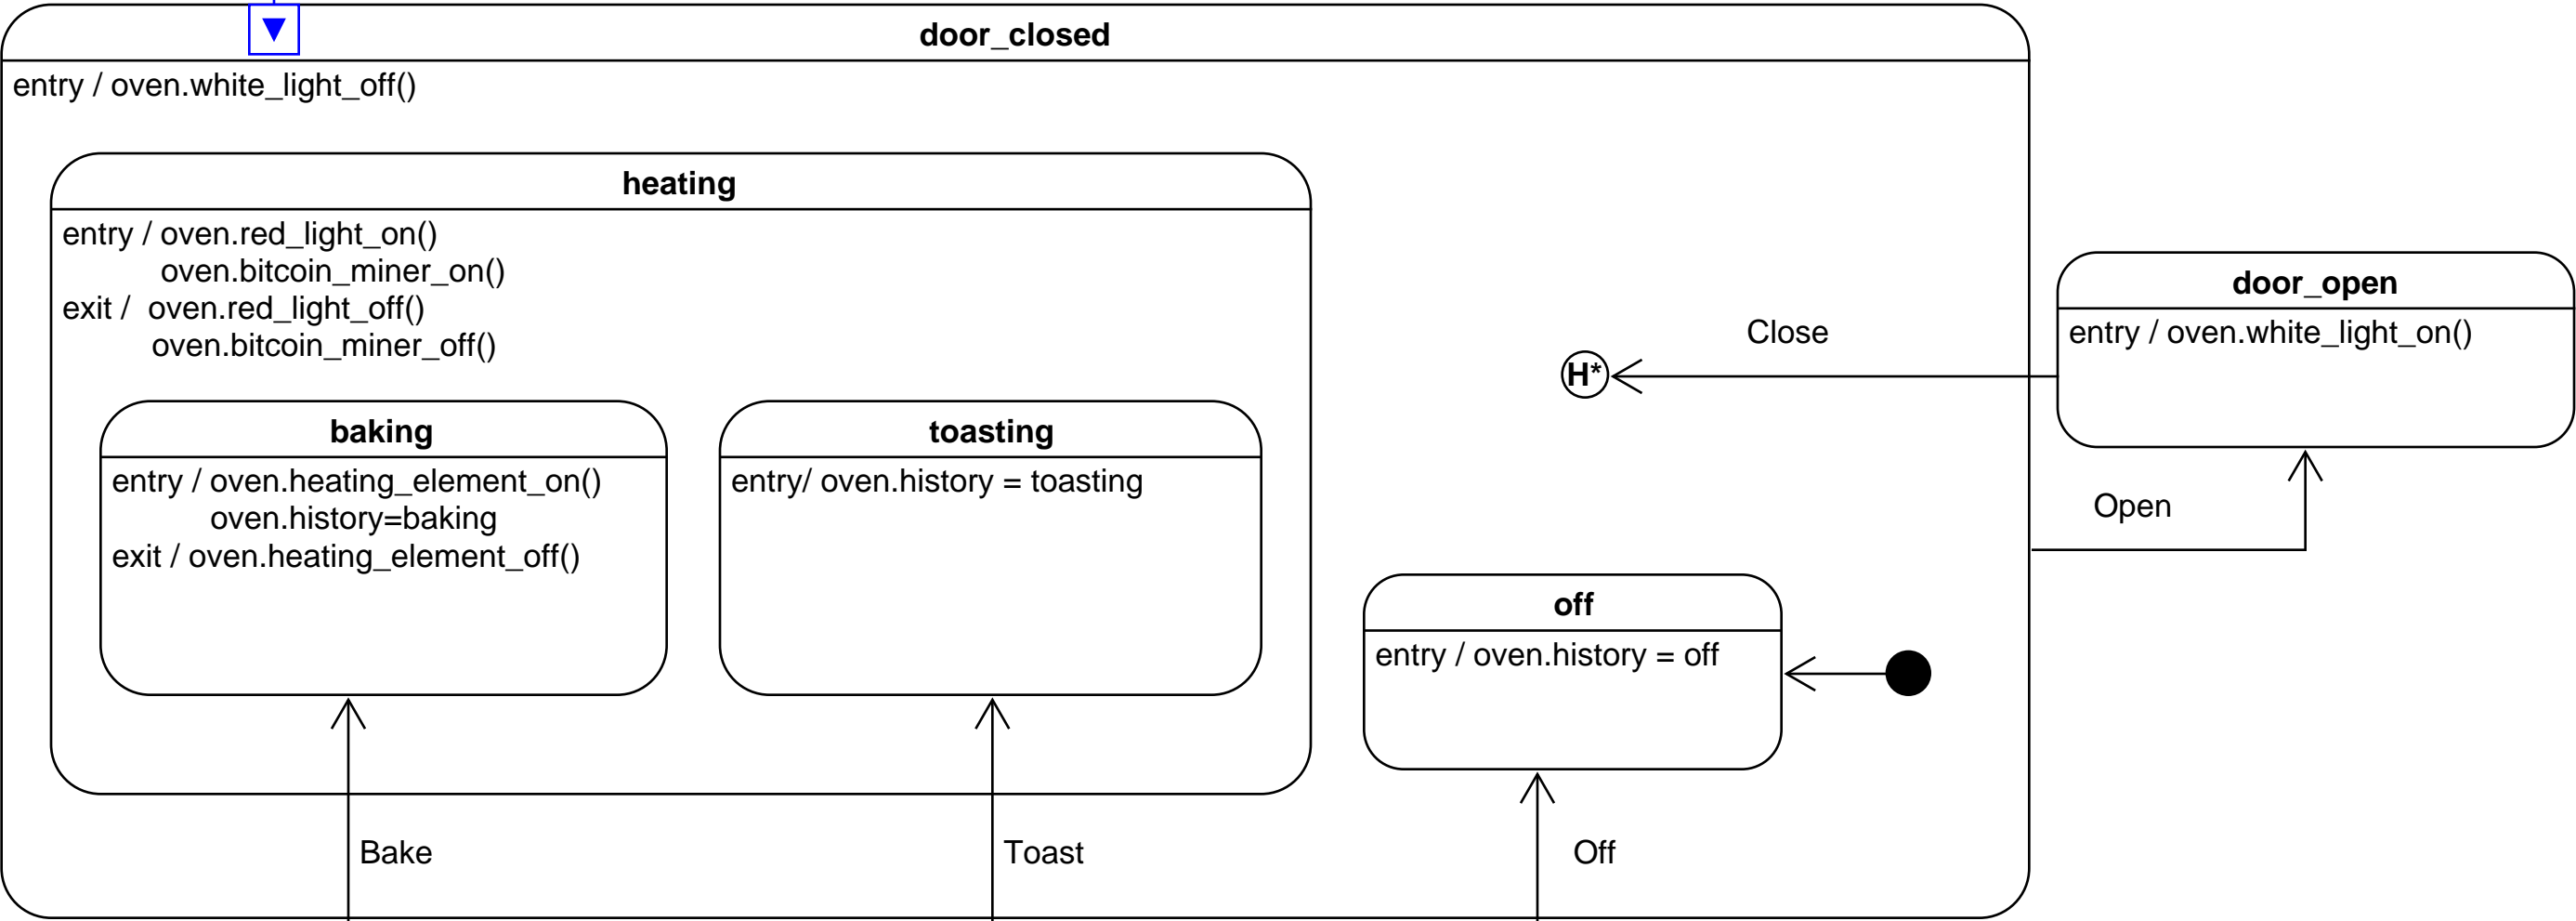 door_closed
entry / oven.white_light_off()
heating
entry / oven.red_light_on()
oven.bitcoin_miner_on()
exit /  oven.red_light_off()
oven.bitcoin_miner_off()
baking
entry / oven.heating_element_on()
oven.history=baking
exit / oven.heating_element_off()
toasting
entry/ oven.history = toasting
H*
Close
door_open
entry / oven.white_light_on()
Open
off
entry / oven.history = off
Bake
Toast
Off